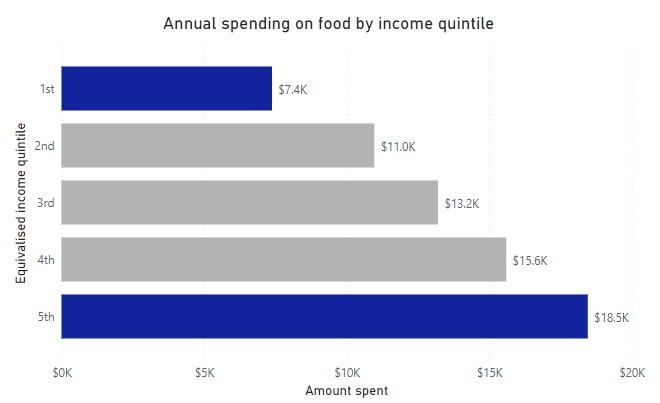 Annual spending on food by income quintile
Equivalised income quintile
1st $7.4K
2nd $11.0K
3rd $13.2K
4th $15.6K
5th $18.5K
$0K $5K $10K $15K $20K
Amount spent